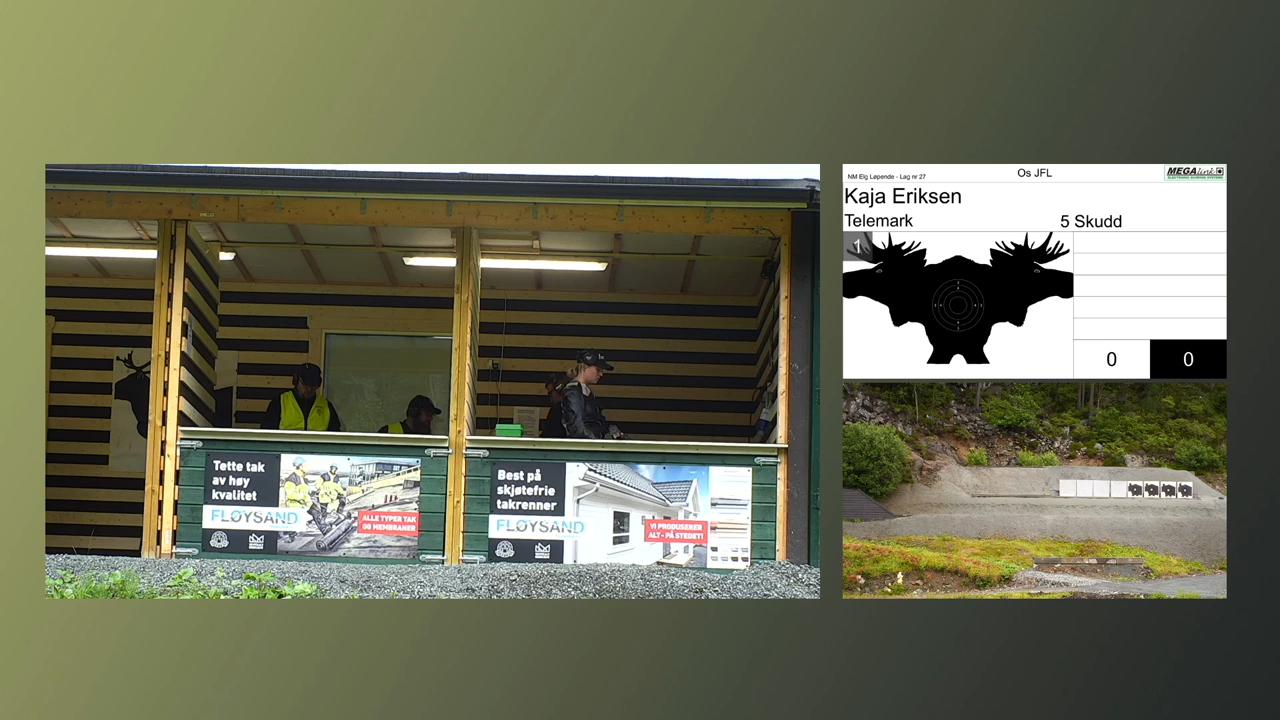 NM Elg Løpende - Lag nr 27
Os JFL
MEGAlink
Kaja Eriksen
Telemark
5 Skudd
1
0
0
Tette tak
av høy
kvalitet
FLØYSAND
ALLE TYPER TAK
OG MEMBRANER
Best på
skjøtefrie
takrenner
FLØYSAND
VI PRODUSERER
ALT - PÅ STEDET!